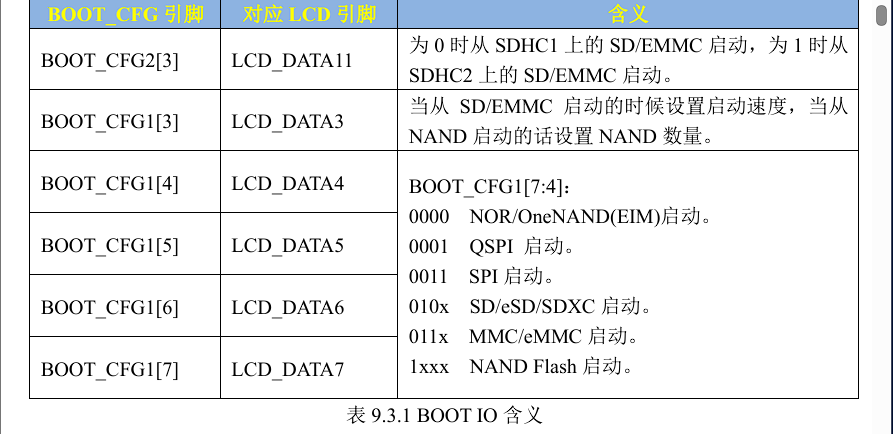 BOOT_CFG 引脚 对应 LCD 引脚 含义
BOOT_CFG2[3] LCD_DATA11 为 0 时从 SDHC1 上的 SD/EMMC 启动，为 1 时从
SDHC2 上的 SD/EMMC 启动。
BOOT_CFG1[3] LCD_DATA3 当从 SD/EMMC 启动的时候设置启动速度，当从
NAND 启动的话设置 NAND 数量。
BOOT_CFG1[4] LCD_DATA4
BOOT_CFG1[5] LCD_DATA5
BOOT_CFG1[6] LCD_DATA6
BOOT_CFG1[7] LCD_DATA7
BOOT_CFG1[7:4]：
0000 NOR/OneNAND(EIM)启动。
0001 QSPI 启动。
0011 SPI 启动。
010x SD/eSD/SDXC 启动。
011x MMC/eMMC 启动。
1xxx NAND Flash 启动。
表 9.3.1 BOOT IO 含义